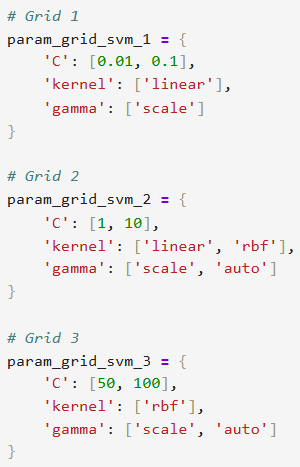 # Grid 1
param_grid_svm_1 = {
    'C': [0.01, 0.1],
    'kernel': ['linear'],
    'gamma': ['scale']
}

# Grid 2
param_grid_svm_2 = {
    'C': [1, 10],
    'kernel': ['linear', 'rbf'],
    'gamma': ['scale', 'auto']
}

# Grid 3
param_grid_svm_3 = {
    'C': [50, 100],
    'kernel': ['rbf'],
    'gamma': ['scale', 'auto']
}